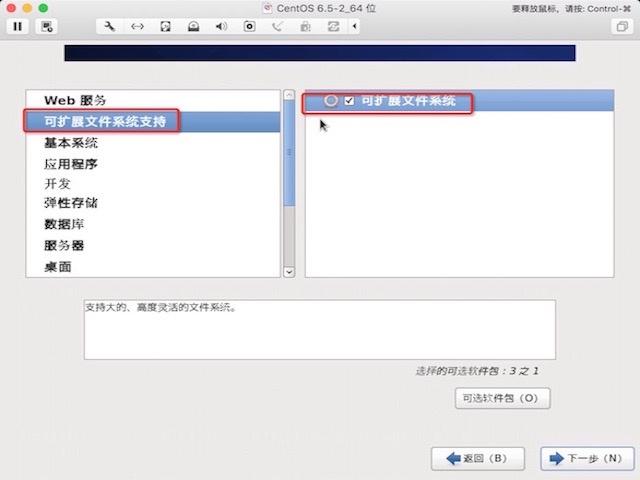 CentOS 6.5-2_64 位
要释放鼠标，请按: Control-⌘
Web 服务
可扩展文件系统支持
基本系统
应用程序
开发
弹性存储
数据库
服务器
桌面
可扩展文件系统
支持大的、高度灵活的文件系统。
选择的可选软件包：3 之 1
可选软件包（O）
返回（B）
下一步（N）